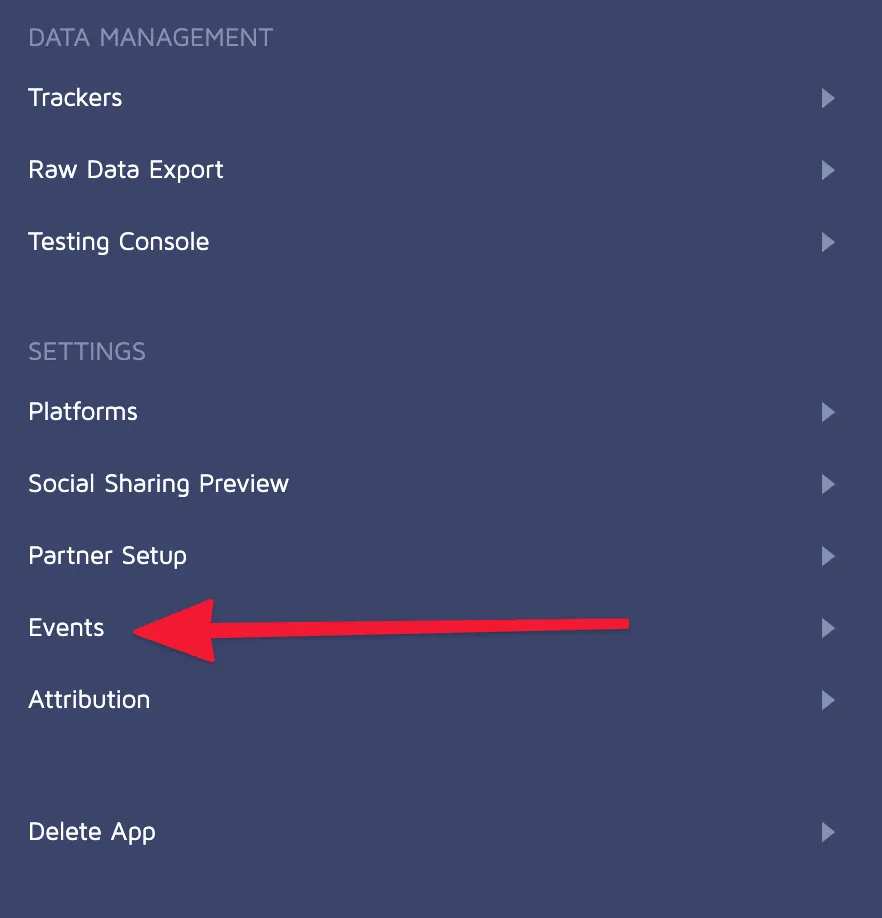 DATA MANAGEMENT
Trackers
Raw Data Export
Testing Console
SETTINGS
Platforms
Social Sharing Preview
Partner Setup
Events
Attribution
Delete App